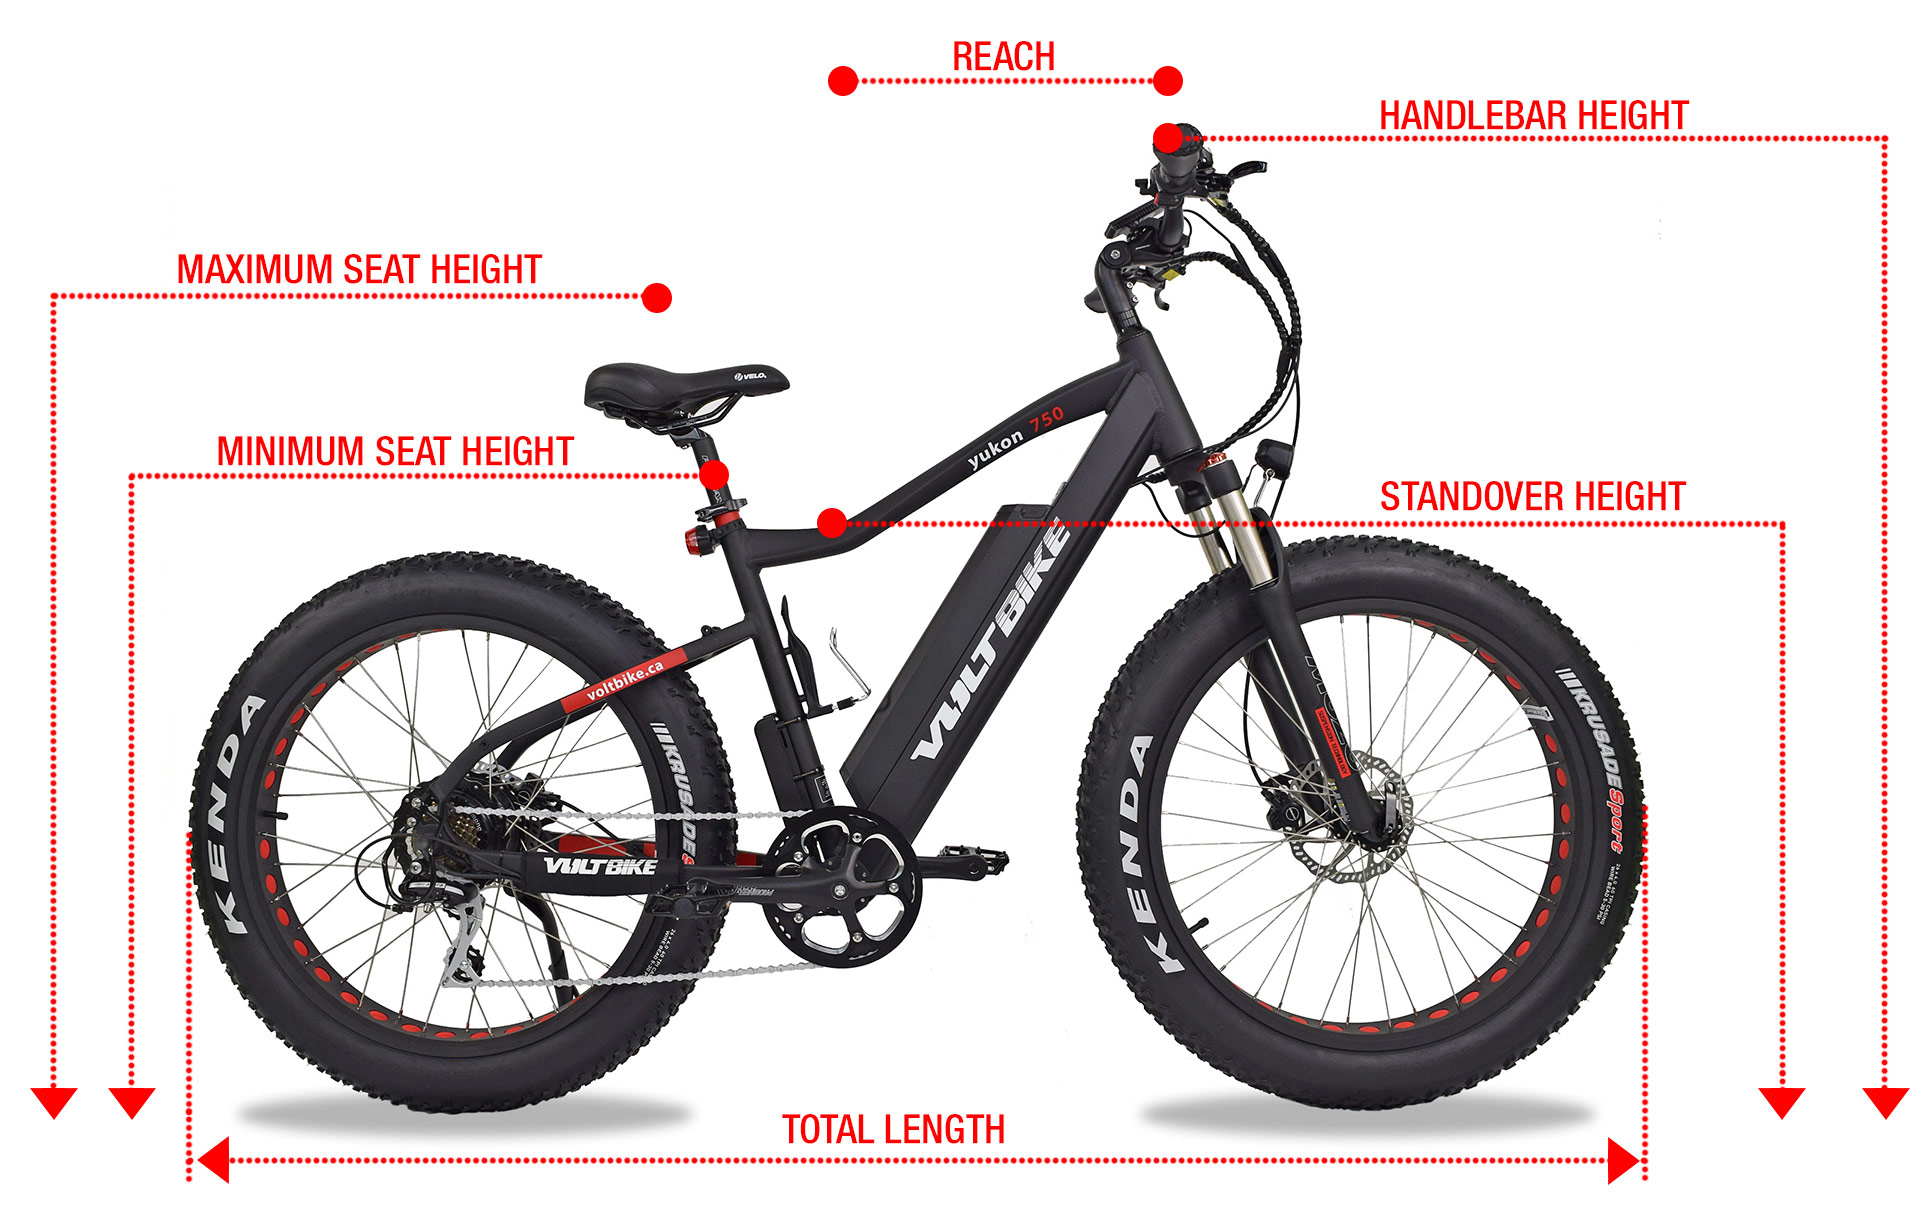 REACH
HANDLEBAR HEIGHT
MAXIMUM SEAT HEIGHT
VELO
yukon 750
MINIMUM SEAT HEIGHT
STANDOVER HEIGHT
VOLTBIKE
voltbike.ca
KENDA
KRUSADE S
KENDA
KRUSADE Sport
VOLTBIKE
TOTAL LENGTH